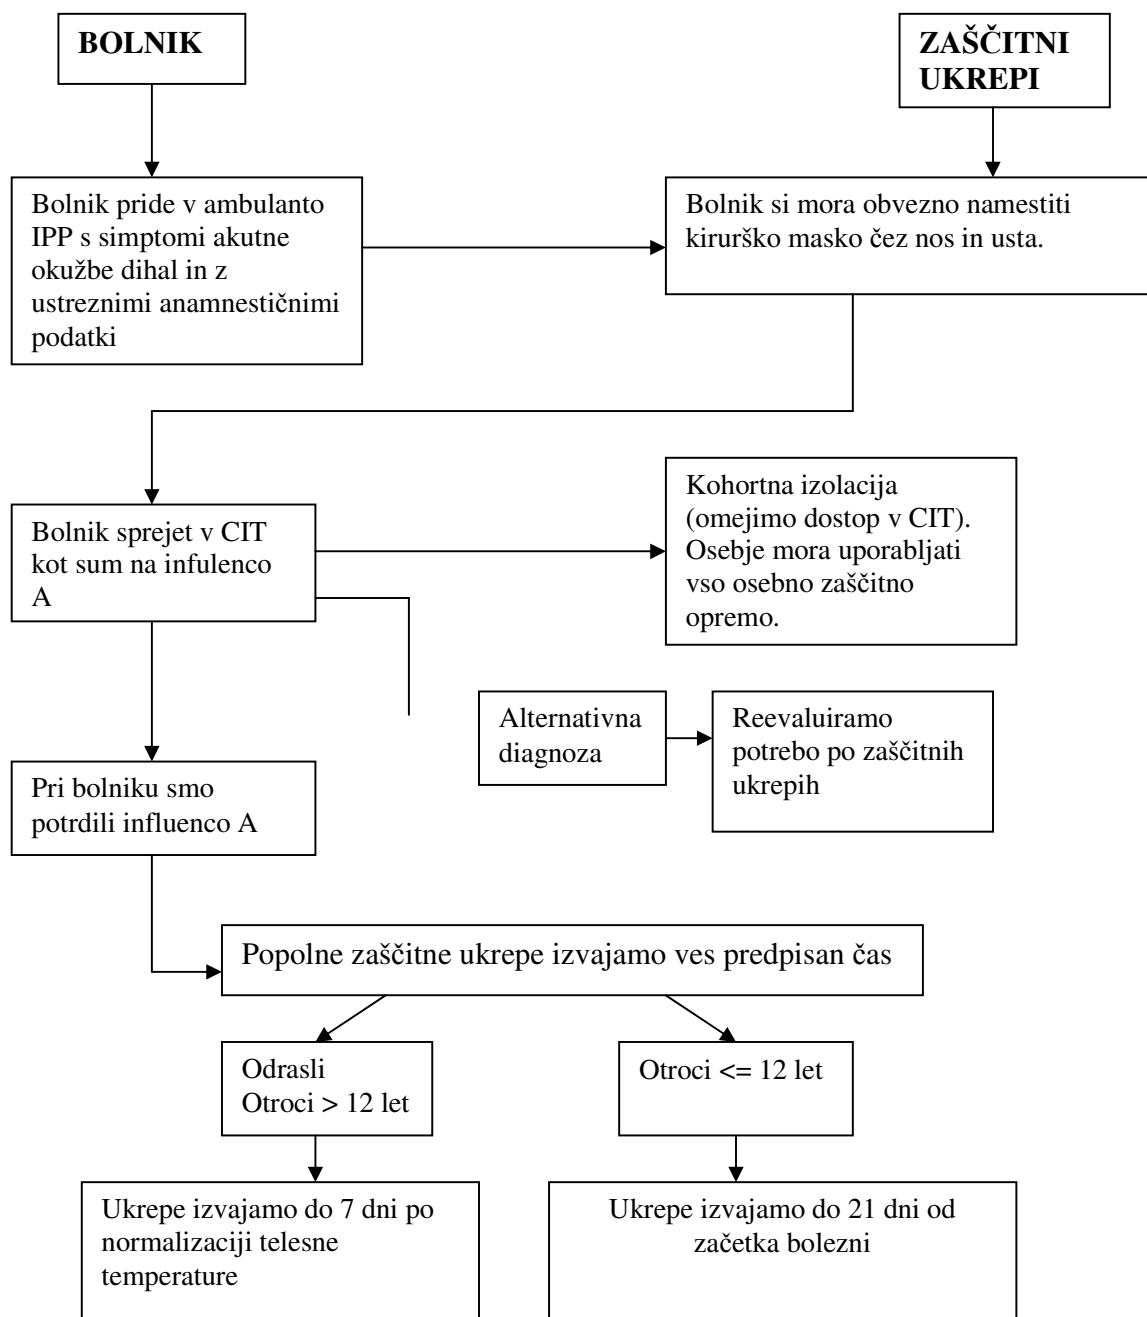 BOLNIK
ZAŠČITNI
UKREPI
Bolnik pride v ambulanto
IPP s simptomi akutne
okužbe dihal in z
ustreznimi anamnestičnimi
podatki
Bolnik si mora obvezno namestiti
kirurško masko čez nos in usta.
Bolnik sprejet v CIT
kot sum na infulenco
A
Kohortna izolacija
(omejimo dostop v CIT).
Osebje mora uporabljati
vso osebno zaščitno
opremo.
Alternativna
diagnoza
Reevaluiramo
potrebo po zaščitnih
ukrepih
Pri bolniku smo
potrdili influenco A
Popolne zaščitne ukrepe izvajamo ves predpisan čas
Odrasli
Otroci > 12 let
Otroci <= 12 let
Ukrepe izvajamo do 7 dni po
normalizaciji telesne
temperature
Ukrepe izvajamo do 21 dni od
začetka bolezni